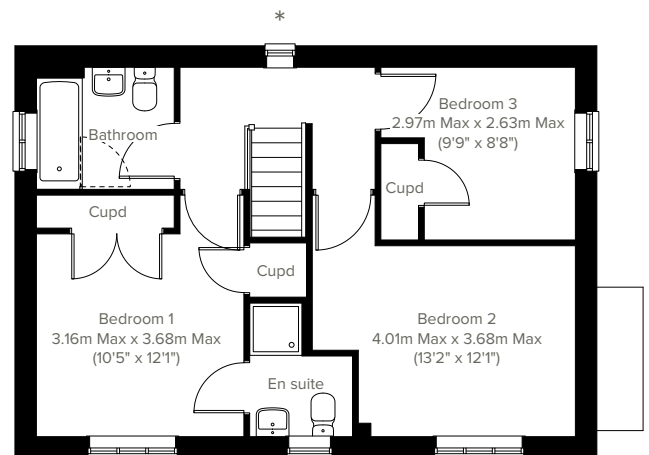 *
Bedroom 3
2.97m Max x 2.63m Max
(9'9" x 8'8")
Bathroom
Cupd
Cupd
Cupd
Bedroom 1
3.16m Max x 3.68m Max
(10'5" x 12'1")
Bedroom 2
4.01m Max x 3.68m Max
(13'2" x 12'1")
En suite